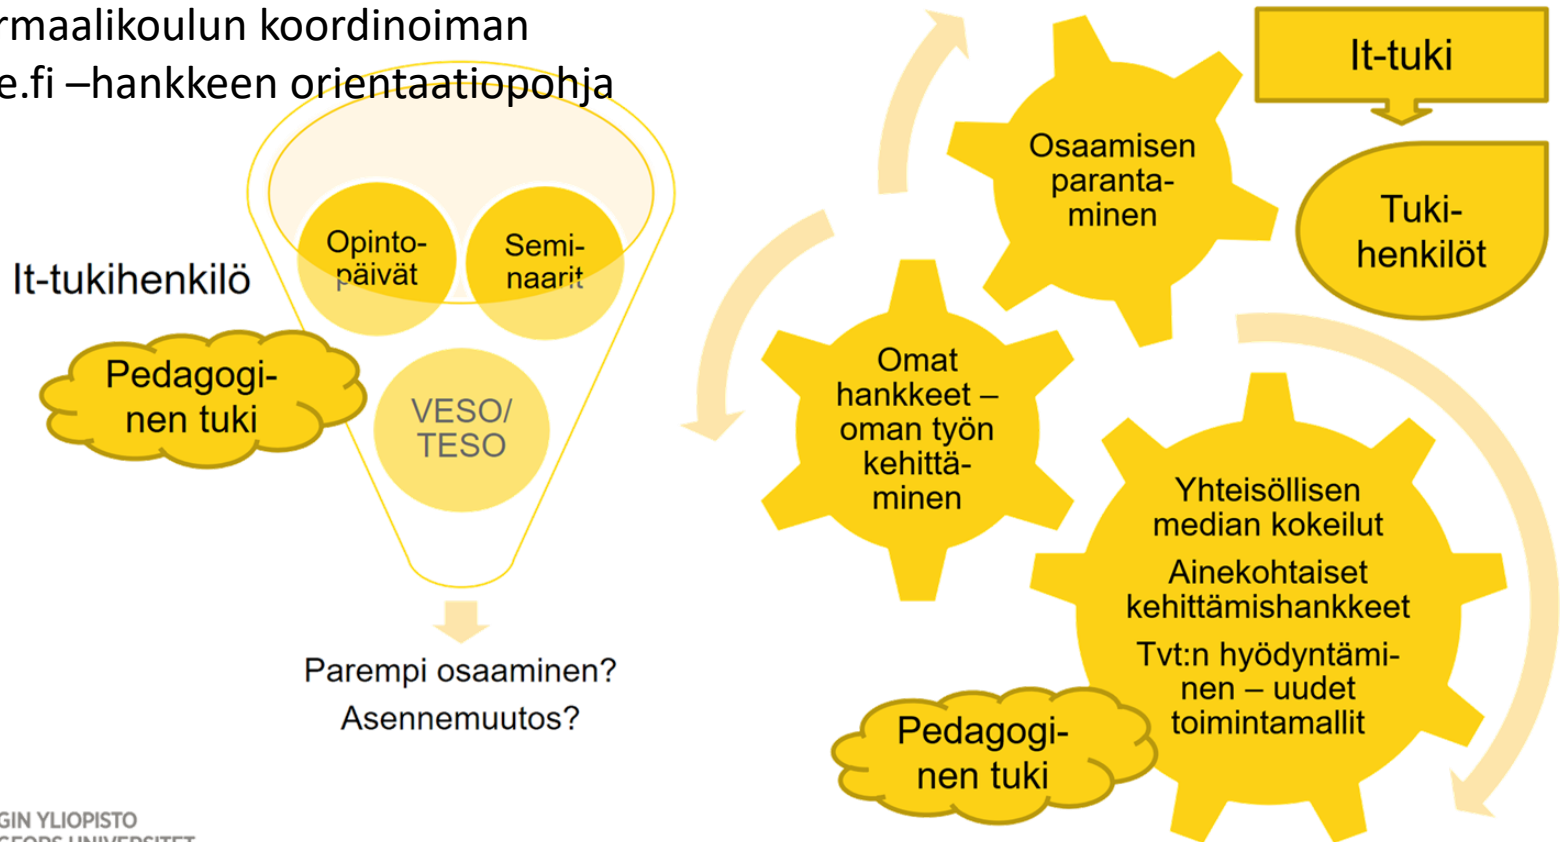 rmaalikoulun koordinoiman
e.fi –hankkeen orientaatiopohja
It-tukihenkilö
Opinto-
päivät
Semi-
naarit
Pedagogi-
nen tuki
VESO/
TESO
Parempi osaaminen?
Asennemuutos?
It-tuki
Tuki-
henkilöt
Osaamisen
paranta-
minen
Omat
hankkeet –
oman työn
kehittä-
minen
Yhteisöllisen
median kokeilut
Ainekohtaiset
kehittämishankkeet
Tvt:n hyödyntämi-
nen – uudet
toimintamallit
Pedagogi-
nen tuki
GIN YLIOPISTO
GFORS UNIVERSITET